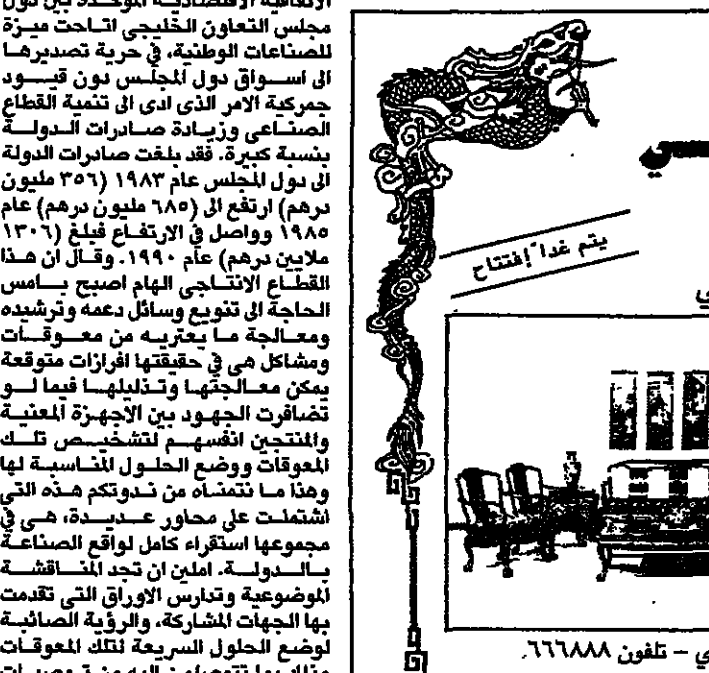 الاتفاقية الاقتصادية الموحدة بين دول
مجلس التعاون الخليجي اتاحت ميزة
للصناعات الوطنية، في حرية تصديرها
الى اسواق دول المجلس دون قيود
جمركية الامر الذى ادى الى تنمية القطاع
الصناعى وزيادة صادرات الدولة
بنسبة كبيرة. فقد بلغت صادرات الدولة
الى دول المجلس عام ١٩٨٣ (٣٥٦ مليون
درهم) ارتفع الى (٦٨٥ مليون درهم) عام
١٩٨٥ وواصل في الارتفاع فبلغ (١٣٠٦
ملايين درهم) عام ١٩٩٠. وقال ان هذا
القطاع الانتاجى الهام اصبح بامس
الحاجة الى تنويع وسائل دعمه وترشيده
ومعالجة ما يعتريه من معوقات
ومشاكل هى في حقيقتها افرازات متوقعة
يمكن معالجتها وتذليلها فيما لو
تضافرت الجهود بين الاجهزة المعنية
والمنتجين انفسهم لتشخيص تلك
المعوقات ووضع الحلول المناسبة لها
وهذا ما نتمناه من ندوتكم هذه التي
اشتملت على محاور عديدة، هى في
مجموعها استقراء كامل لواقع الصناعة
بالدولة. املين ان تجد المناقشة
الموضوعية وتدارس الاوراق التى تقدمت
بها الجهات المشاركة، والرؤية الصائبة
لوضع الحلول السريعة لتلك المعوقات
يتم غدا إفتتاح
ي – تلفون ٦٦٦٨٨٨.